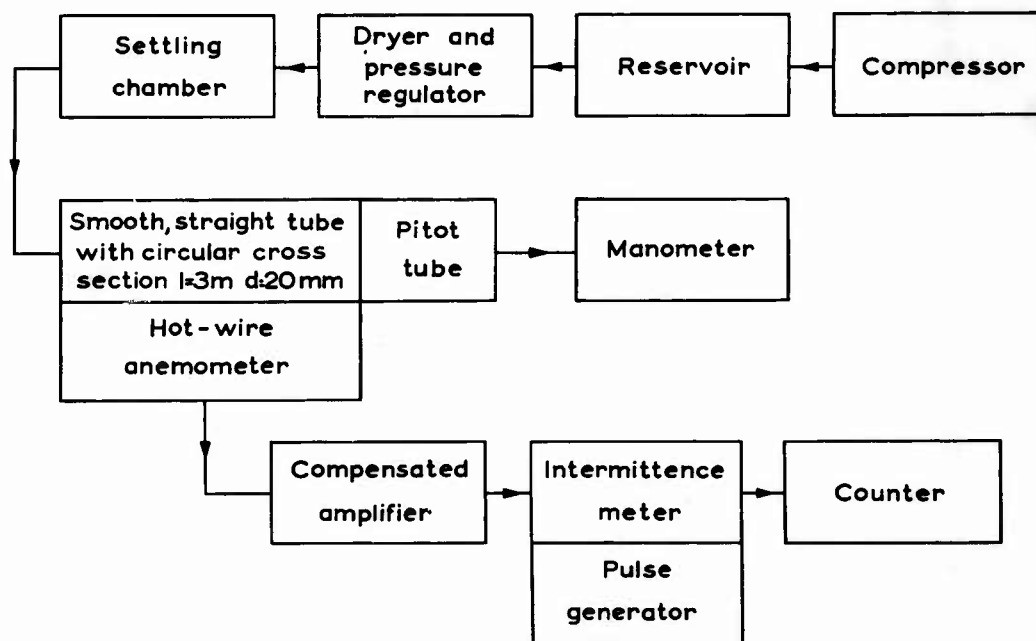 Settling
chamber
Dryer and
pressure
regulator
Reservoir
Compressor
Smooth, straight tube
with circular cross
section l=3m d=20mm
Pitot
tube
Manometer
Hot-wire
anemometer
Compensated
amplifier
Intermittence
meter
Counter
Pulse
generator